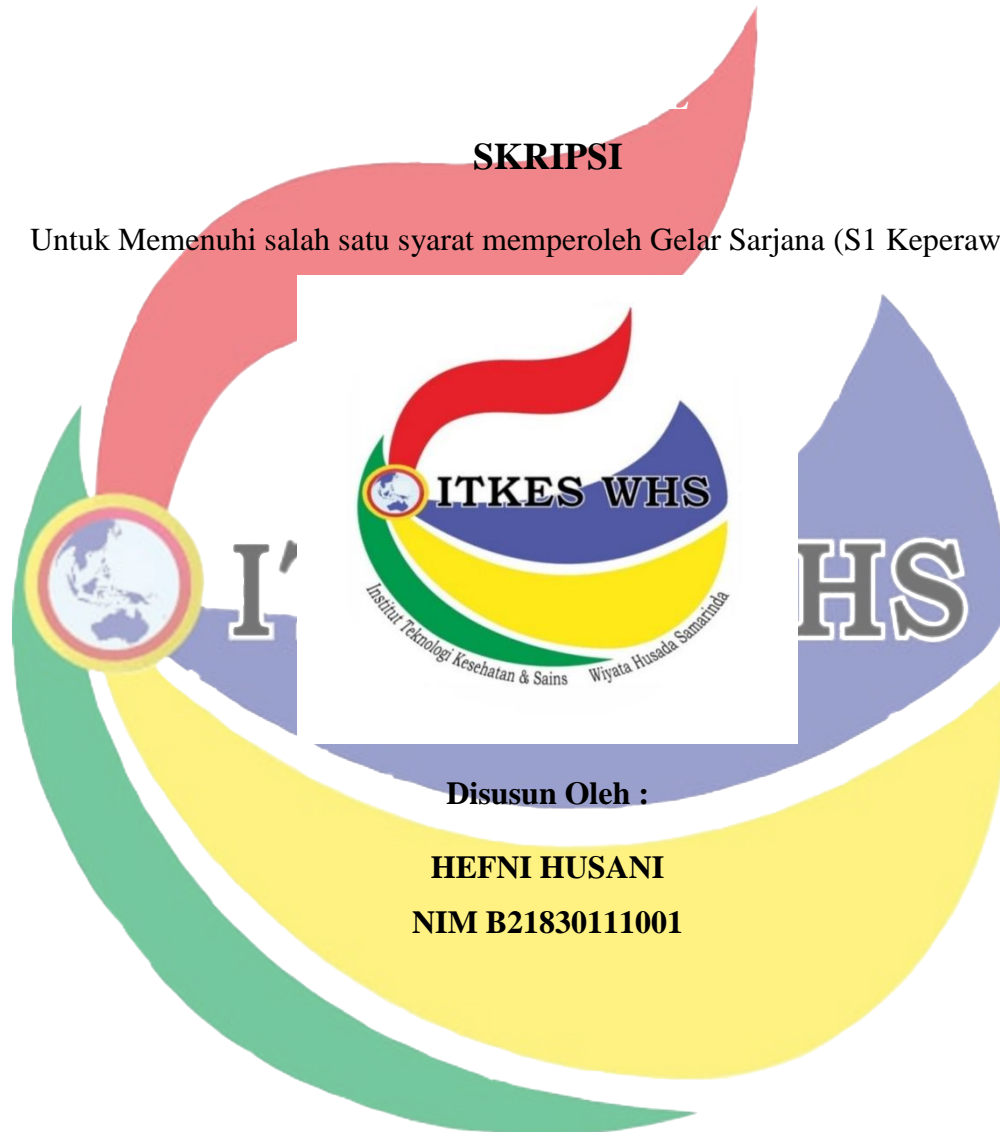 SKRIPSI
Untuk Memenuhi salah satu syarat memperoleh Gelar Sarjana (S1 Keperaw
ITKES WHS
Institut Teknologi Kesehatan & Sains Wiyata Husada Samarinda
HS
Disusun Oleh :
HEFNI HUSANI
NIM B21830111001